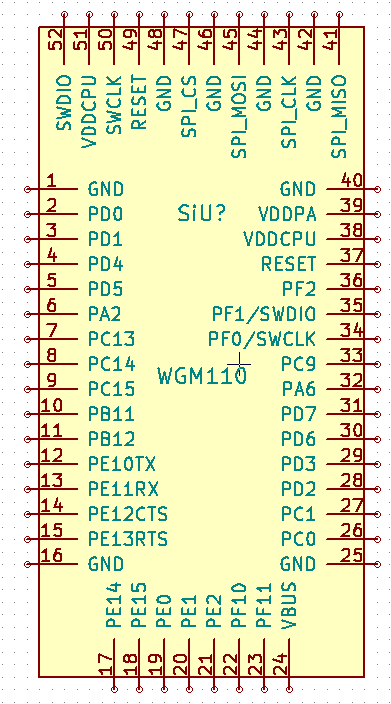 52 51 50 49 48 47 46 45 44 43 42 41
SWDIO VDDCPU SWCLK RESET GND SPI_CS GND SPI_MOSI GND SPI_CLK GND SPI_MISO
1 GND GND 40
2 PD0 SiU? VDDPA 39
3 PD1 VDDCPU 38
4 PD4 RESET 37
5 PD5 PF2 36
6 PA2 PF1/SWDIO 35
7 PC13 PF0/SWCLK 34
8 PC14 PC9 33
WGM110
9 PC15 PA6 32
10 PB11 PD7 31
11 PB12 PD6 30
12 PE10TX PD3 29
13 PE11RX PD2 28
14 PE12CTS PC1 27
15 PE13RTS PC0 26
16 GND GND 25
PE14 PE15 PE0 PE1 PE2 PF10 PF11 VBUS
17 18 19 20 21 22 23 24